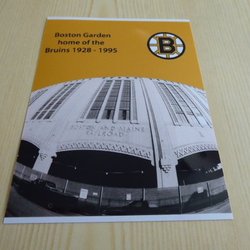 Boston Garden
home of the
Bruins 1928 - 1995
B
BOSTON AND MAINE
RAILROAD